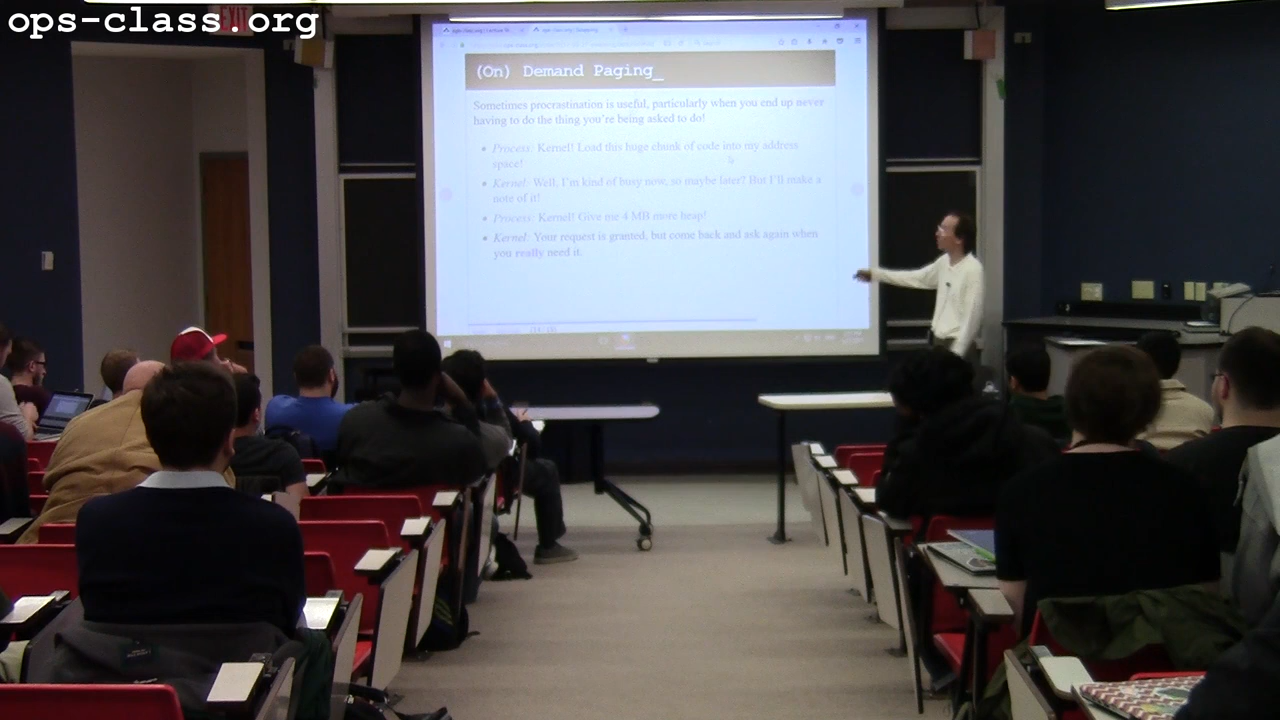 ops-class.org
EXIT
(On) Demand Paging_
Sometimes procrastination is useful, particularly when you end up never
having to do the thing you're being asked to do!
• Process: Kernel! Load this huge chunk of code into my address
space!
• Kernel: Well, I'm kind of busy now, so maybe later? But I'll make a
note of it!
• Process: Kernel! Give me 4 MB more heap!
• Kernel: Your request is granted, but come back and ask again when
you really need it.